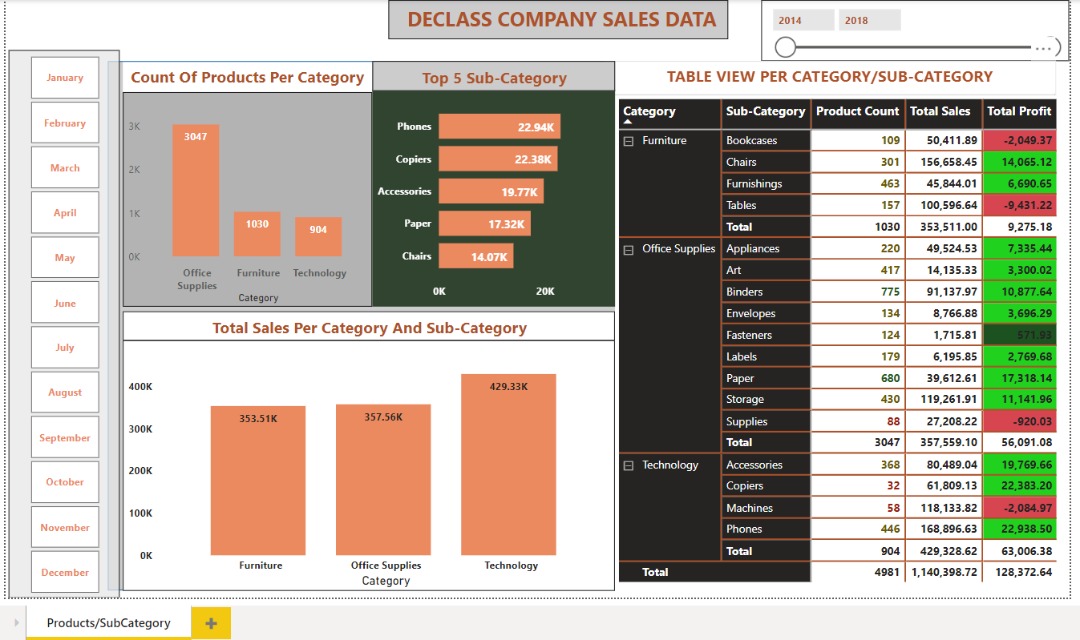 DECLASS COMPANY SALES DATA
2014 2018
January
February
March
April
May
June
July
August
September
October
November
December
Count Of Products Per Category
3K
2K
1K
0K
3047
1030
904
Office Supplies
Furniture
Technology
Category
Top 5 Sub-Category
Phones 22.94K
Copiers 22.38K
Accessories 19.77K
Paper 17.32K
Chairs 14.07K
0K 20K
Total Sales Per Category And Sub-Category
400K
300K
200K
100K
0K
353.51K
357.56K
429.33K
Furniture
Office Supplies
Technology
Category
TABLE VIEW PER CATEGORY/SUB-CATEGORY
Category Sub-Category Product Count Total Sales Total Profit
Furniture Bookcases 109 50,411.89 -2,049.37
Chairs 301 156,658.45 14,065.12
Furnishings 463 45,844.01 6,690.65
Tables 157 100,596.64 -9,431.22
Total 1030 353,511.00 9,275.18
Office Supplies Appliances 220 49,524.53 7,335.44
Art 417 14,135.33 3,300.02
Binders 775 91,137.97 10,877.64
Envelopes 134 8,766.88 3,696.29
Fasteners 124 1,715.81 571.93
Labels 179 6,195.85 2,769.68
Paper 680 39,612.61 17,318.14
Storage 430 119,261.91 11,141.96
Supplies 88 27,208.22 -920.03
Total 3047 357,559.10 56,091.08
Technology Accessories 368 80,489.04 19,769.66
Copiers 32 61,809.13 22,383.20
Machines 58 118,133.82 -2,084.97
Phones 446 168,896.63 22,938.50
Total 904 429,328.62 63,006.38
Total 4981 1,140,398.72 128,372.64
Products/SubCategory